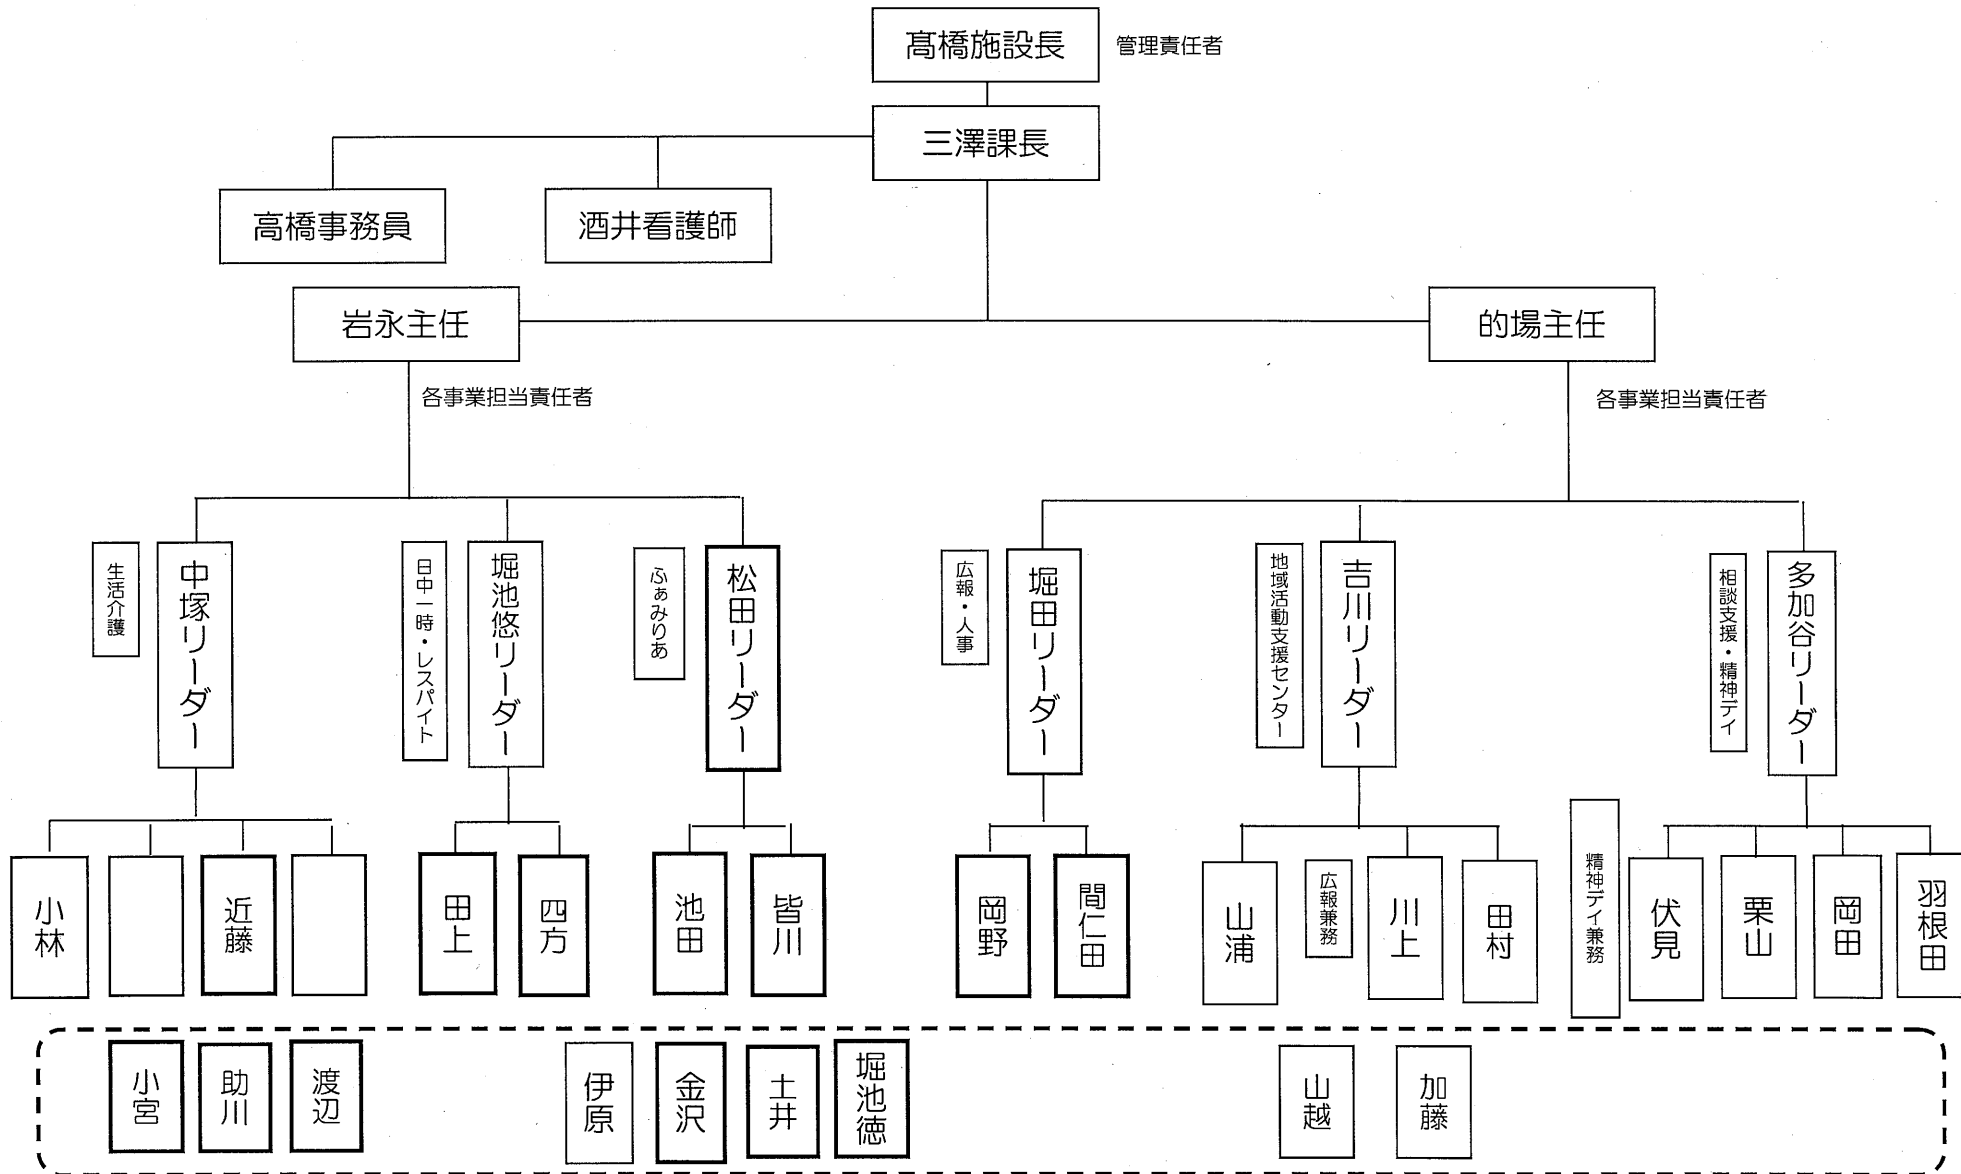 髙橋施設長
管理責任者
三澤課長
高橋事務員
酒井看護師
岩永主任
的場主任
各事業担当責任者
各事業担当責任者
生活介護
中塚リーダー
日中一時・レスパイト
堀池悠リーダー
ふぁみりあ
松田リーダー
広報・人事
堀田リーダー
地域活動支援センター
吉川リーダー
相談支援・精神デイ
多加谷リーダー
小林
近藤
田上
四方
池田
皆川
岡野
間仁田
山浦
広報兼務
川上
田村
精神デイ兼務
伏見
栗山
岡田
羽根田
小宮
助川
渡辺
伊原
金沢
土井
堀池徳
山越
加藤